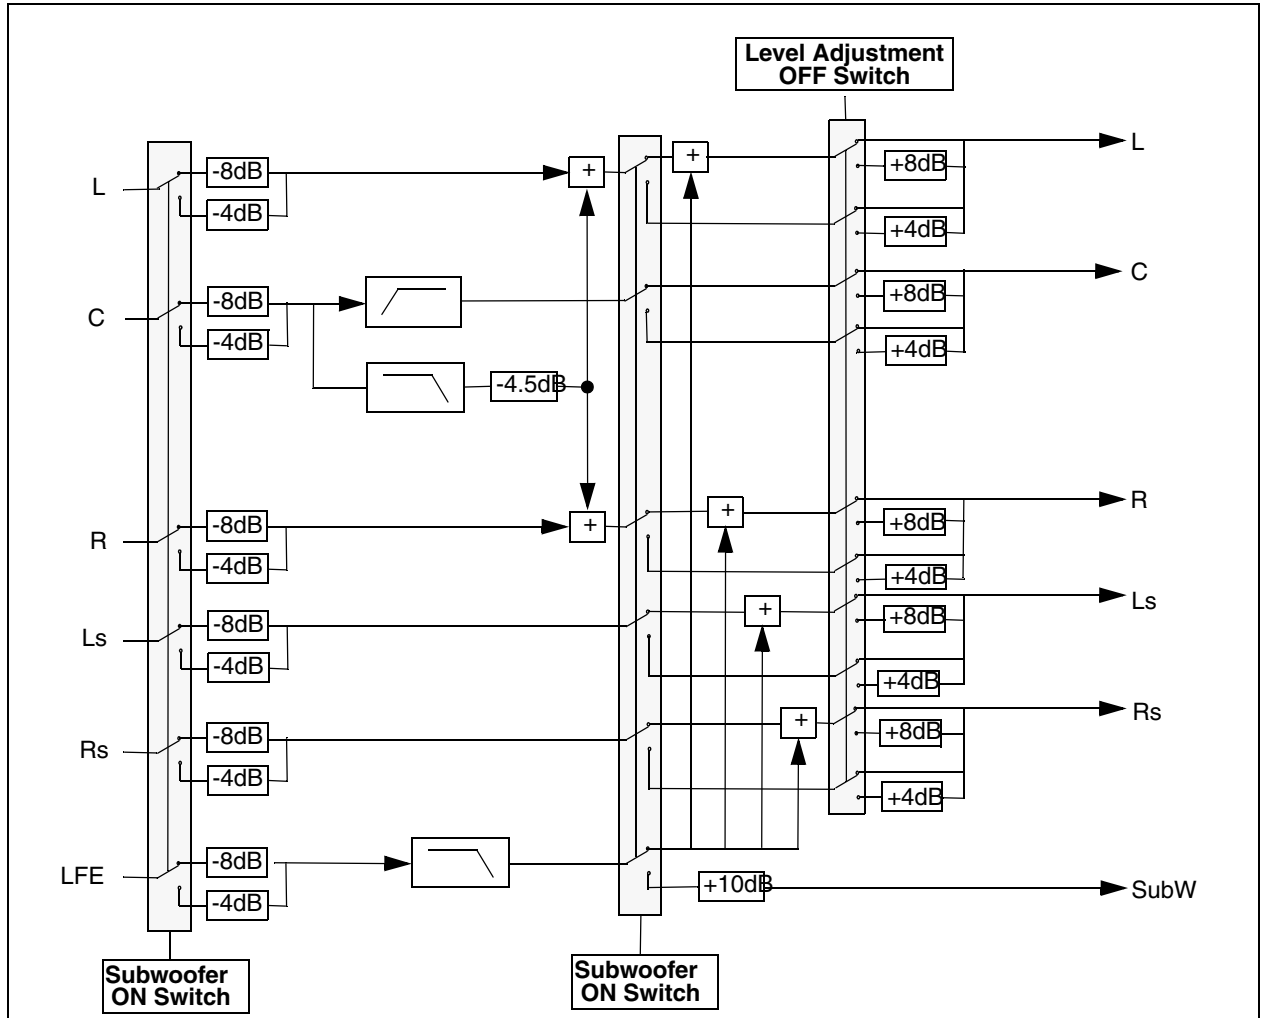 Level Adjustment
OFF Switch
L
-8dB
+
+
L
+8dB
-4dB
+4dB
C
-8dB
C
+8dB
-4dB
+4dB
-4.5dB
R
-8dB
+
+
R
+8dB
-4dB
+4dB
Ls
-8dB
+
Ls
+8dB
-4dB
+4dB
Rs
-8dB
+
Rs
+8dB
-4dB
+4dB
LFE
-8dB
-4dB
+10dB
SubW
Subwoofer
ON Switch
Subwoofer
ON Switch